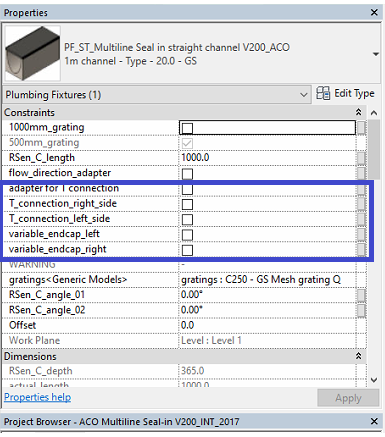 Properties
PF_ST_Multiline Seal in straight channel V200_ACO
1m channel - Type - 20.0 - GS
Plumbing Fixtures (1)
Edit Type
Constraints
1000mm_grating
500mm_grating
RSen_C_length 1000.0
flow_direction_adapter
adapter for T connection
T_connection_right_side
T_connection_left_side
variable_endcap_left
variable_endcap_right
WARNING
gratings<Generic Models> gratings : C250 - GS Mesh grating Q
RSen_C_angle_01 0.00°
RSen_C_angle_02 0.00°
Offset 0.0
Work Plane Level : Level 1
Dimensions
RSen_C_depth 365.0
actual_length 1000.0
Properties help
Apply
Project Browser - ACO Multiline Seal-in V200_INT_2017